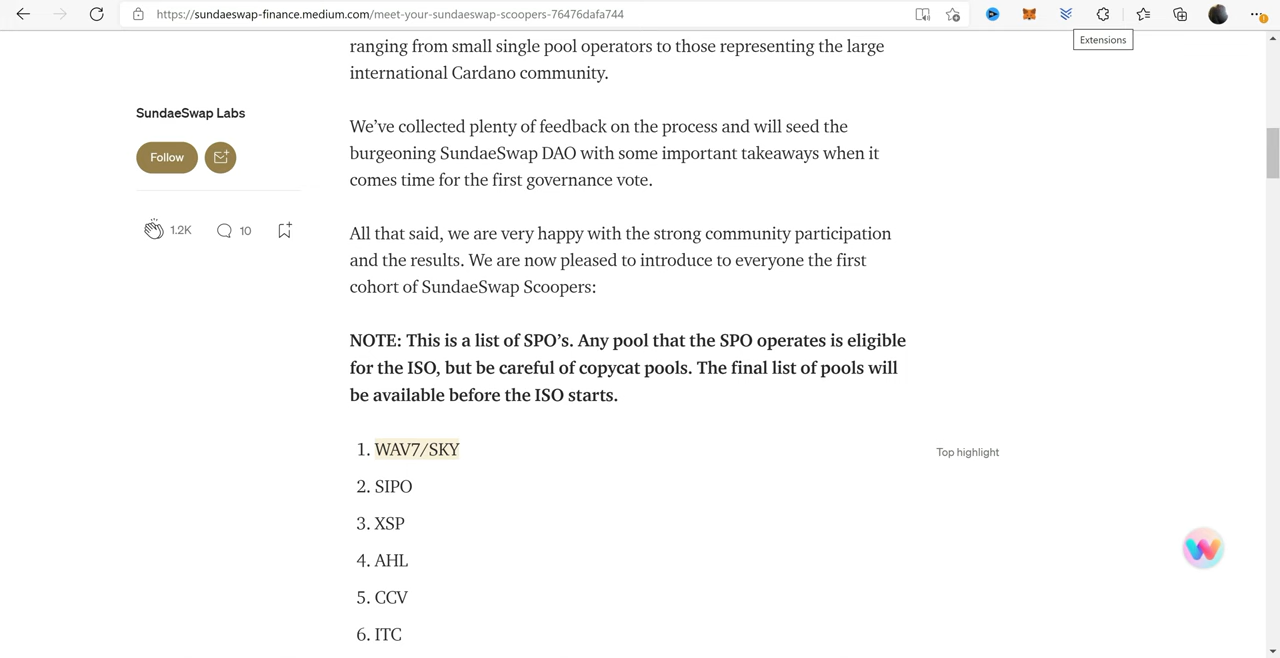 https://sundaeswap-finance.medium.com/meet-your-sundaeswap-scoopers-76476dafa744
Extensions
ranging from small single pool operators to those representing the large
international Cardano community.
SundaeSwap Labs
Follow
1.2K
10
We’ve collected plenty of feedback on the process and will seed the
burgeoning SundaeSwap DAO with some important takeaways when it
comes time for the first governance vote.
All that said, we are very happy with the strong community participation
and the results. We are now pleased to introduce to everyone the first
cohort of SundaeSwap Scoopers:
NOTE: This is a list of SPO’s. Any pool that the SPO operates is eligible
for the ISO, but be careful of copycat pools. The final list of pools will
be available before the ISO starts.
1. WAV7/SKY
Top highlight
2. SIPO
3. XSP
4. AHL
5. CCV
6. ITC